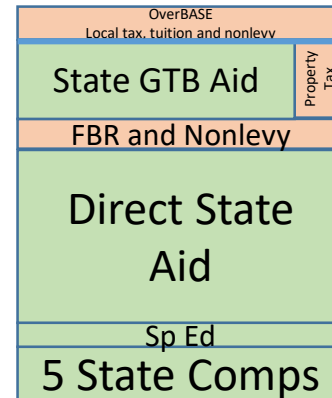 OverBASE
Local tax, tuition and nonlevy
State GTB Aid
Property
Tax
FBR and Nonlevy
Direct State
Aid
Sp Ed
5 State Comps